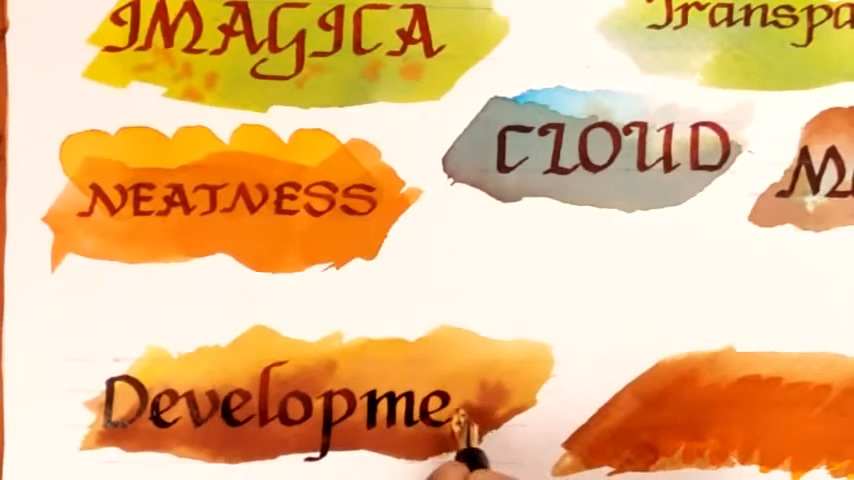 IMAGICA
Transpa
NEATNESS
CLOUD
M
Developme